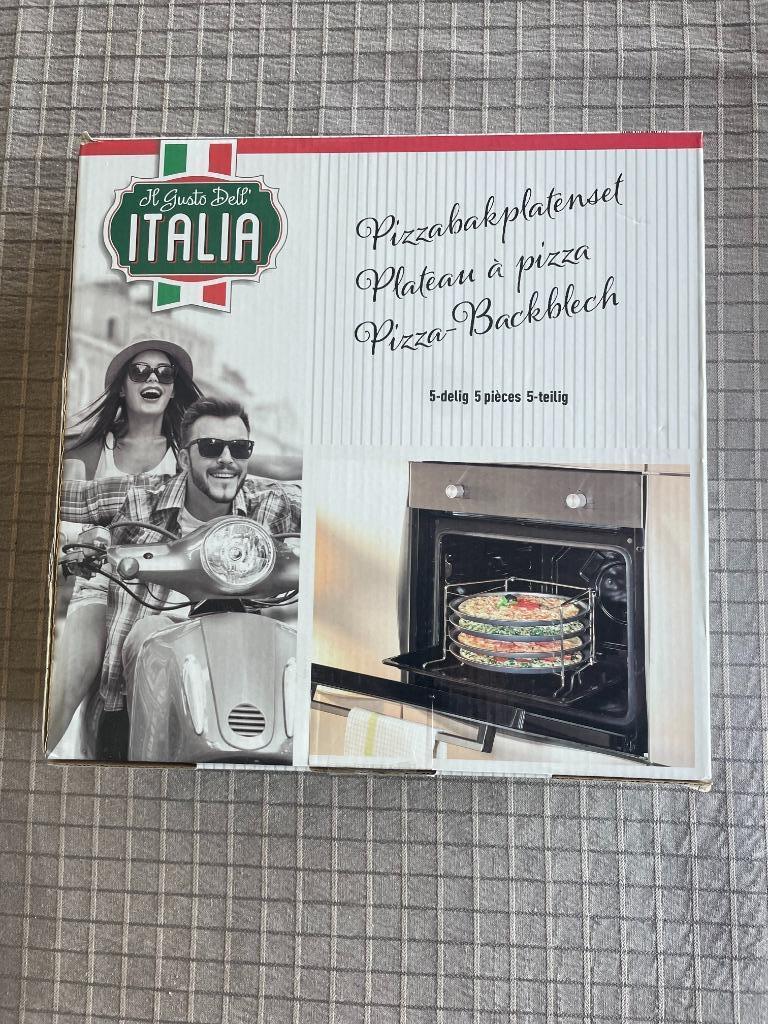 Il Gusto Dell'
ITALIA
Pizzabakplatenset
Plateau à pizza
Pizza-Backblech
5-delig 5 pièces 5-teilig